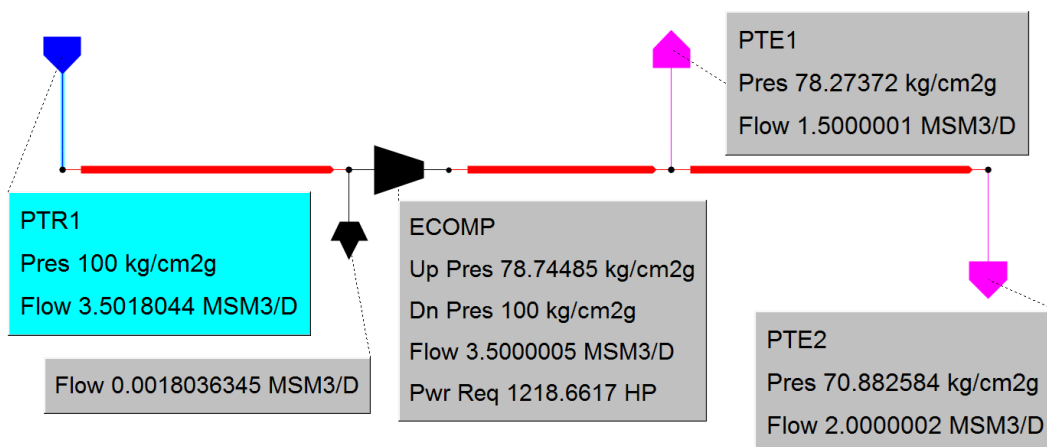 PTE1
Pres 78.27372 kg/cm2g
Flow 1.5000001 MSM3/D
PTR1
Pres 100 kg/cm2g
Flow 3.5018044 MSM3/D
ECOMP
Up Pres 78.74485 kg/cm2g
Dn Pres 100 kg/cm2g
Flow 3.5000005 MSM3/D
Pwr Req 1218.6617 HP
Flow 0.0018036345 MSM3/D
PTE2
Pres 70.882584 kg/cm2g
Flow 2.0000002 MSM3/D